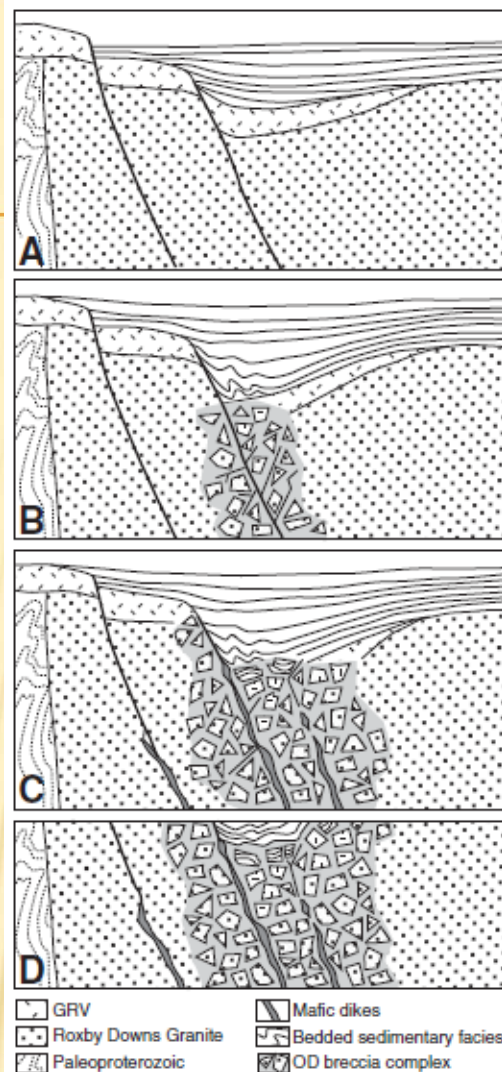 A
B
C
D
GRV
Mafic dikes
Roxby Downs Granite
Bedded sedimentary facies
Paleoproterozoic
OD breccia complex